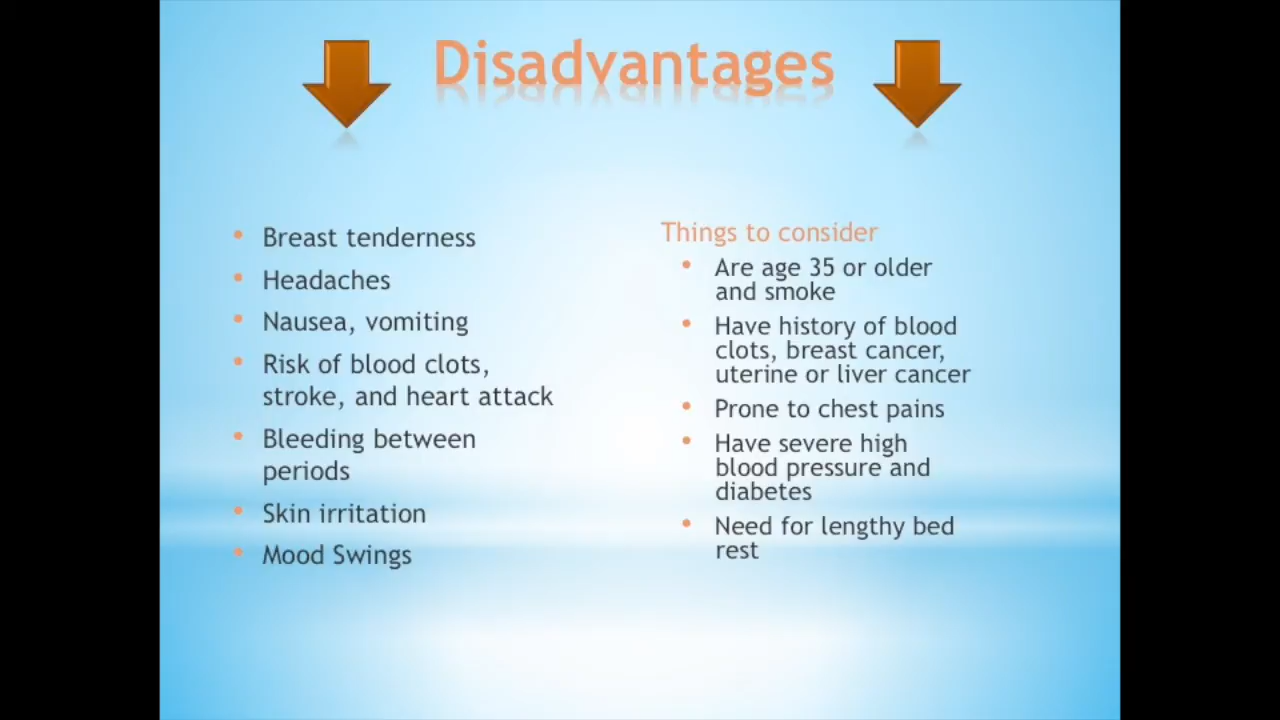 Disadvantages
Breast tenderness
Headaches
Nausea, vomiting
Risk of blood clots,
stroke, and heart attack
Bleeding between
periods
Skin irritation
Mood Swings
Things to consider
Are age 35 or older
and smoke
Have history of blood
clots, breast cancer,
uterine or liver cancer
Prone to chest pains
Have severe high
blood pressure and
diabetes
Need for lengthy bed
rest